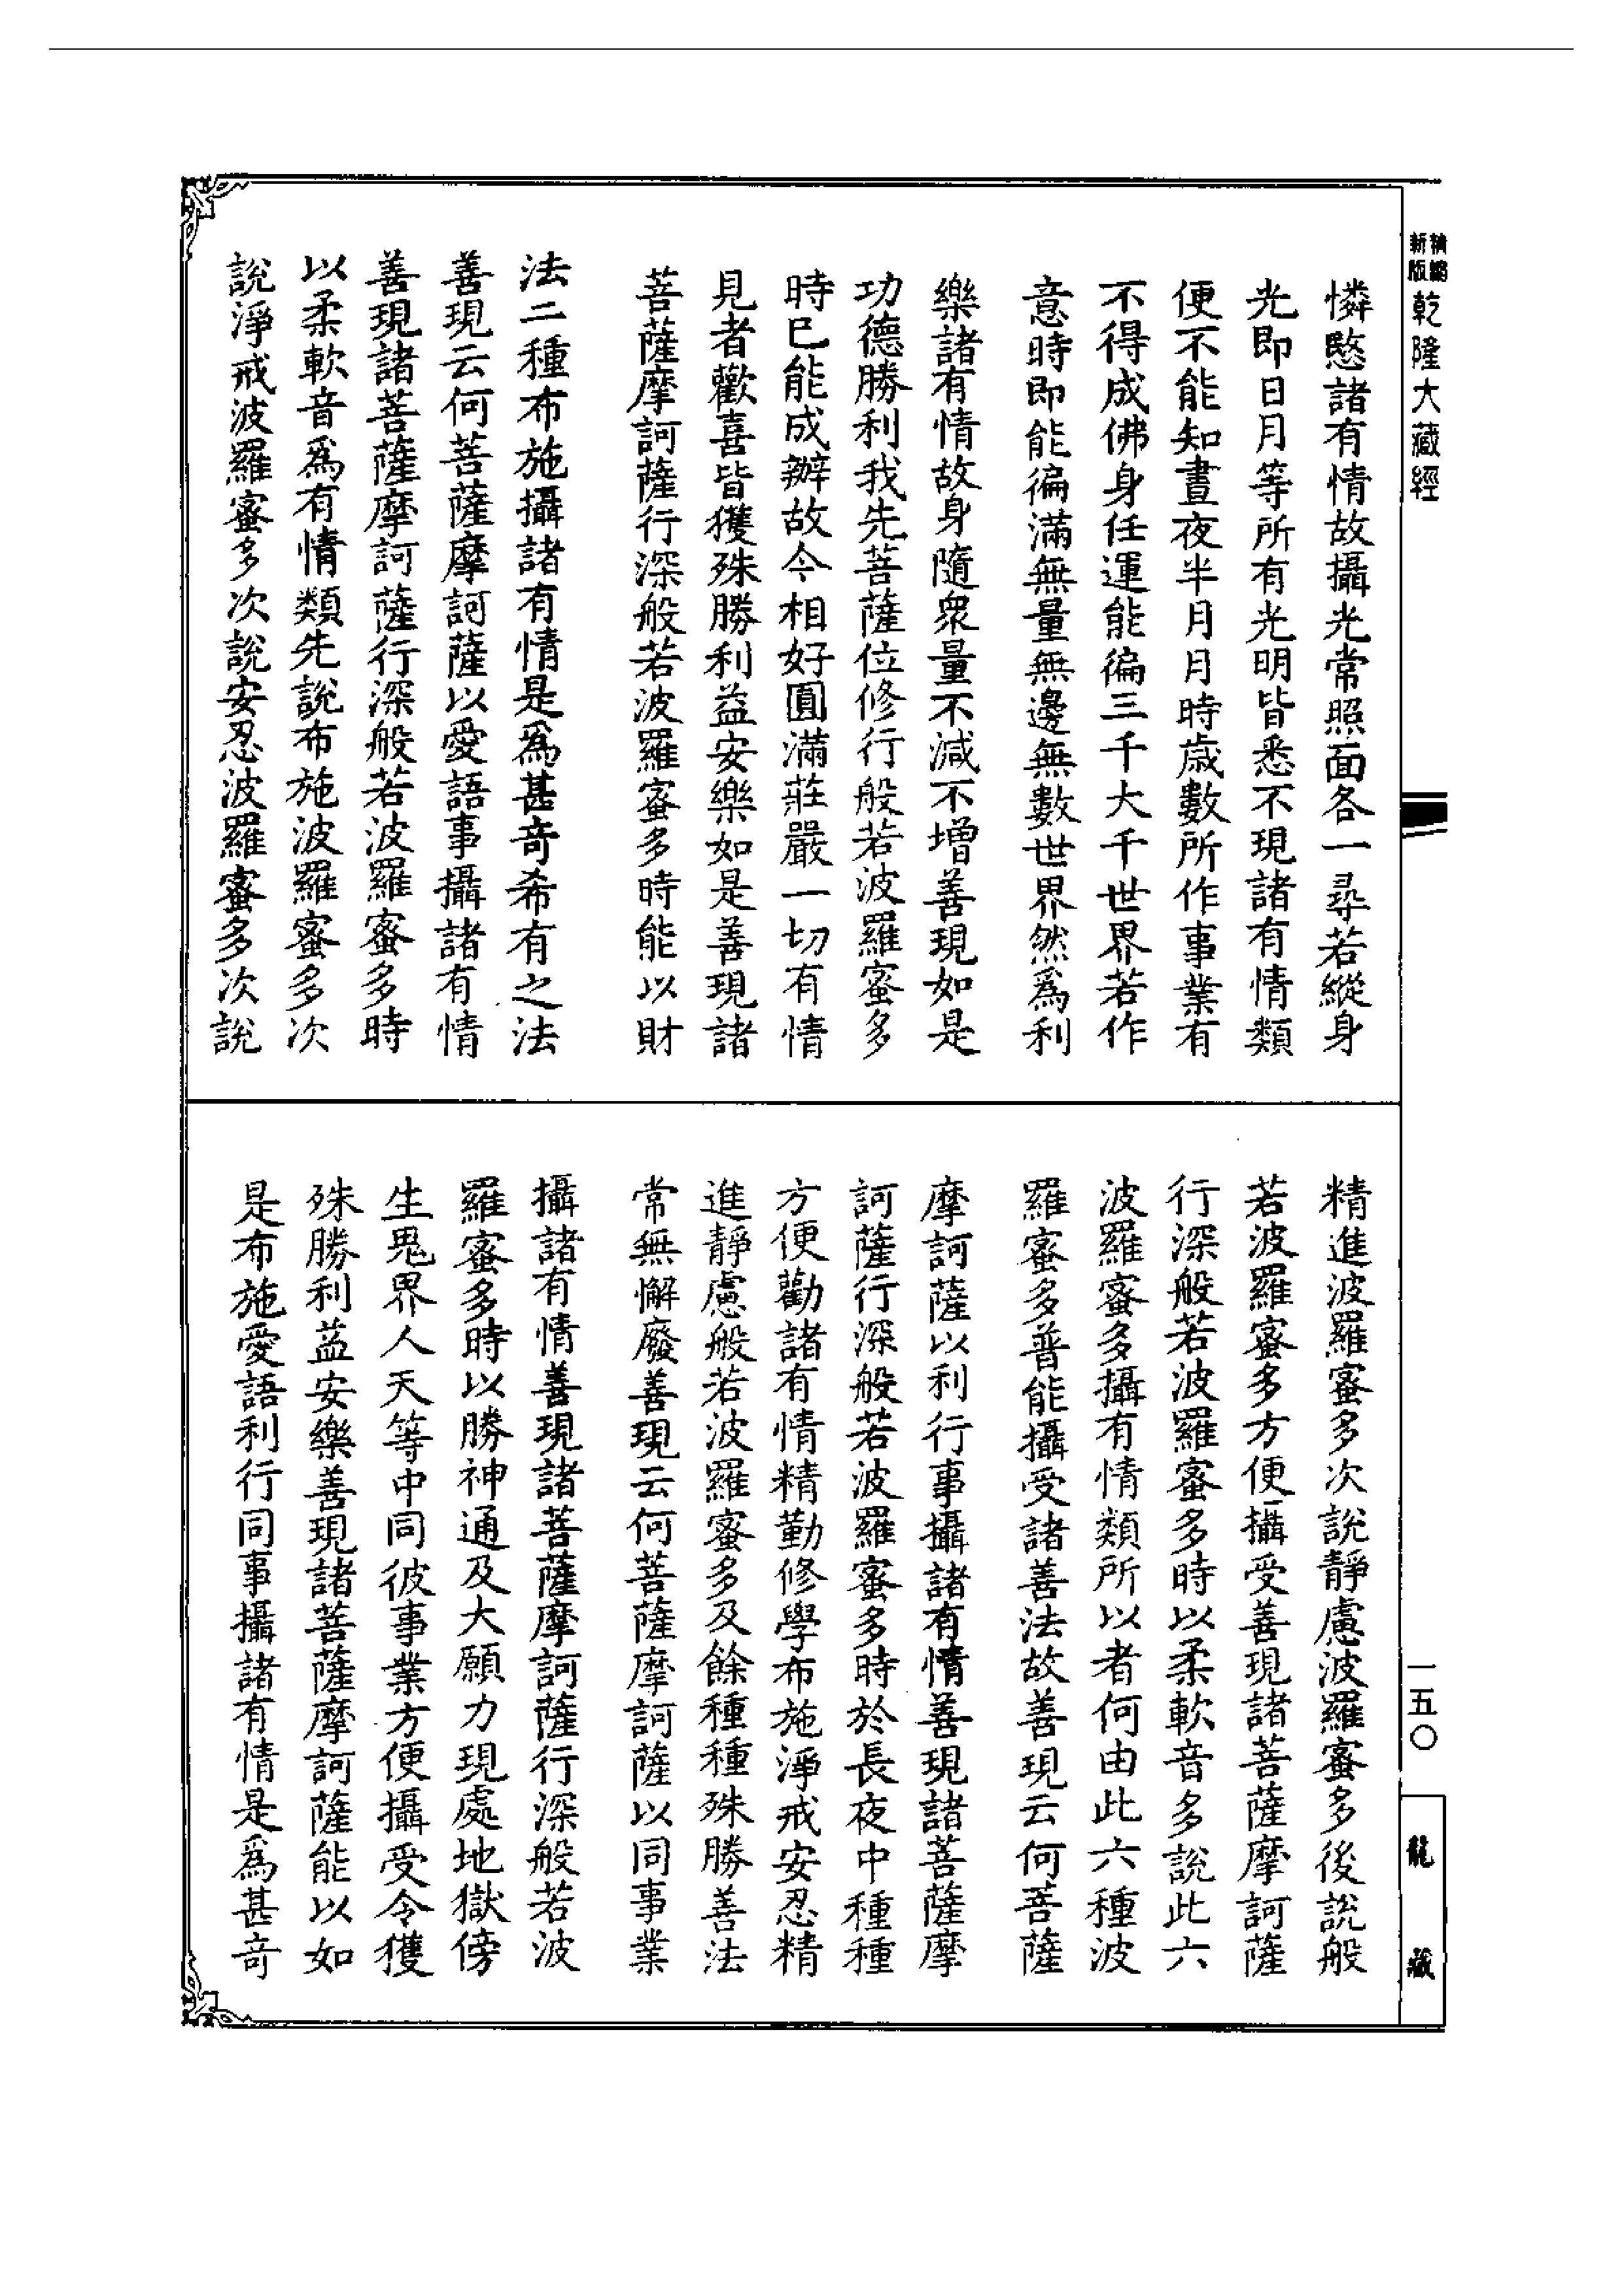 新編縮版
乾隆大藏經
憐愍諸有情故攝光常照面各一尋若縱身
光即日月等所有光明皆悉不現諸有情類
便不能知晝夜半月月時歲數所作事業有
不得成佛身任運能徧三千大千世界若作
意時即能徧滿無量無邊無數世界然爲利
樂諸有情故身隨衆量不減不增善現如是
功德勝利我先菩薩位修行般若波羅蜜多
時已能成辦故今相好圓滿莊嚴一切有情
見者歡喜皆獲殊勝利益安樂如是善現諸
菩薩摩訶薩行深般若波羅蜜多時能以財
法二種布施攝諸有情是爲甚奇希有之法
善現云何菩薩摩訶薩以愛語事攝諸有情
善現諸菩薩摩訶薩行深般若波羅蜜多時
以柔軟音爲有情類先說布施波羅蜜多次
說淨戒波羅蜜多次說安忍波羅蜜多次說
精進波羅蜜多次說靜慮波羅蜜多後說般
若波羅蜜多方便攝受善現諸菩薩摩訶薩
行深般若波羅蜜多時以柔軟音多說此六
波羅蜜多攝有情類所以者何由此六種波
羅蜜多普能攝受諸善法故善現云何菩薩
摩訶薩以利行事攝諸有情善現諸菩薩摩
訶薩行深般若波羅蜜多時於長夜中種種
方便勸諸有情精勤修學布施淨戒安忍精
進靜慮般若波羅蜜多及餘種種殊勝善法
常無懈廢善現云何菩薩摩訶薩以同事業
攝諸有情善現諸菩薩摩訶薩行深般若波
羅蜜多時以勝神通及大願力現處地獄傍
生鬼界人天等中同彼事業方便攝受令獲
殊勝利益安樂善現諸菩薩摩訶薩能以如
是布施愛語利行同事攝諸有情是爲甚奇
一五〇
龍藏